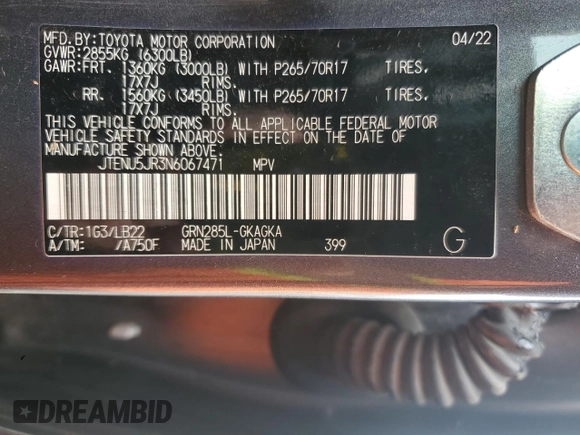 MFD.BY:TOYOTA MOTOR CORPORATION 04/22
GVWR:2855KG (6300LB)
GAWR:FRT. 1360KG (3000LB) WITH P265/70R17 TIRES.
17X7J RIMS.
RR. 1560KG (3450LB) WITH P265/70R17 TIRES.
17X7J RIMS.
THIS VEHICLE CONFORMS TO ALL APPLICABLE FEDERAL MOTOR
VEHICLE SAFETY STANDARDS IN EFFECT ON THE DATE OF
MANUFACTURE SHOWN ABOVE.
JTENU5JR3N6067471 MPV
C/TR:1G3/LB22 GRN285L-GKAGKA
A/TM: /A750F MADE IN JAPAN 399 G
DREAMBID